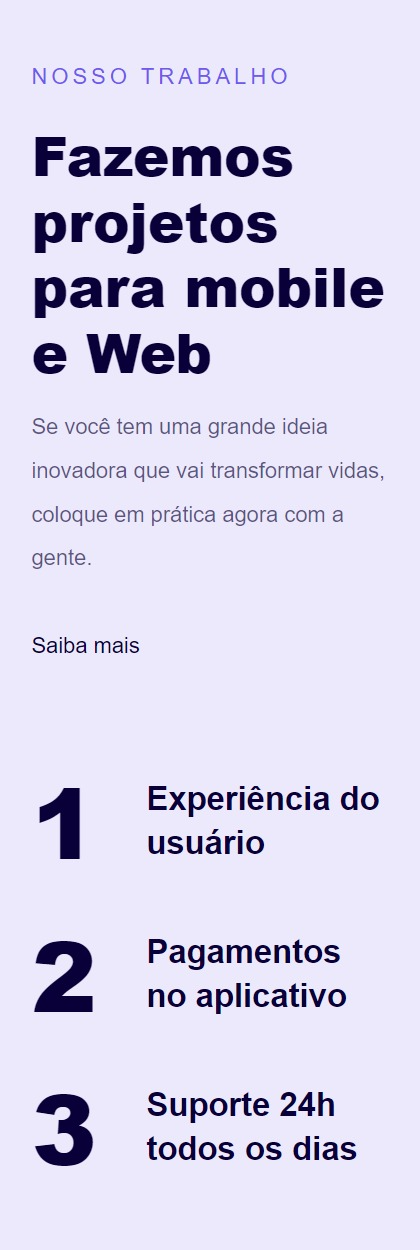 NOSSO TRABALHO
Fazemos
projetos
para mobile
e Web
Se você tem uma grande ideia
inovadora que vai transformar vidas,
coloque em prática agora com a
gente.
Saiba mais
1
Experiência do
usuário
2
Pagamentos
no aplicativo
3
Suporte 24h
todos os dias